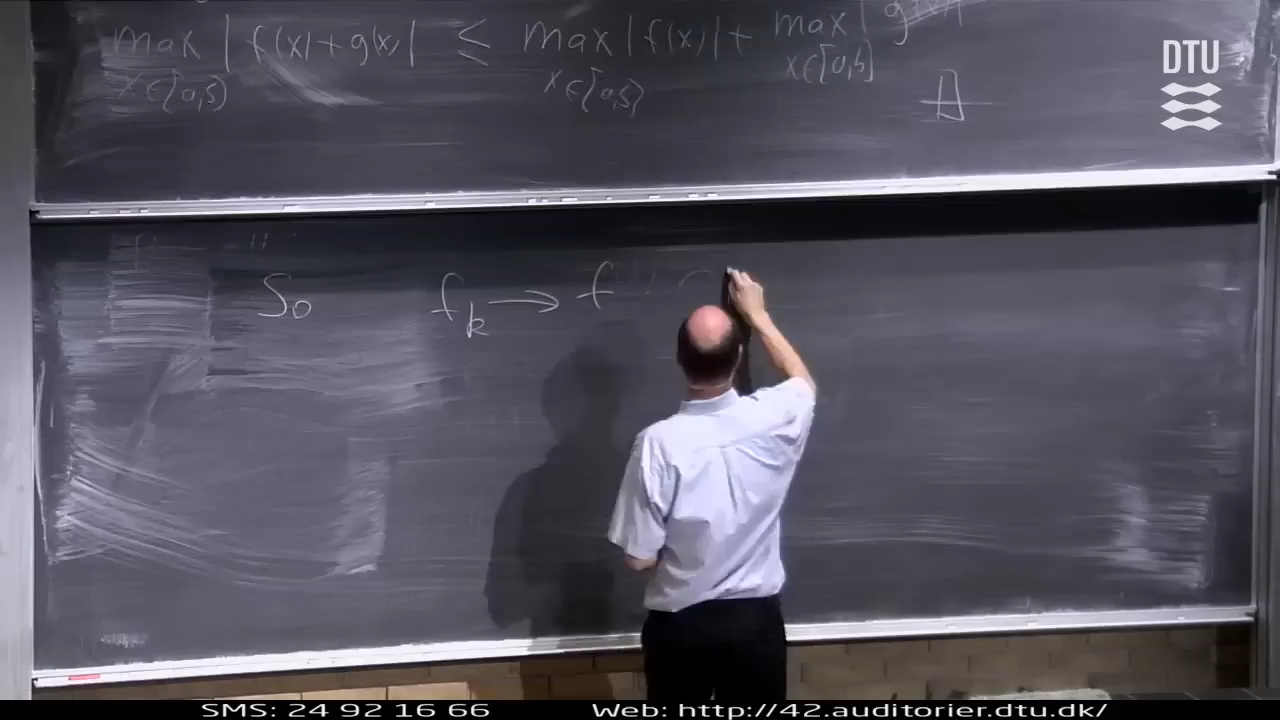 max | f(x) + g(x) | ≤ max | f(x) | + max | g(x) |
x∈[a,b] x∈[a,b] x∈[a,b]
DTU
So f_k → f
SMS: 24 92 16 66 Web: http://42.auditorier.dtu.dk/